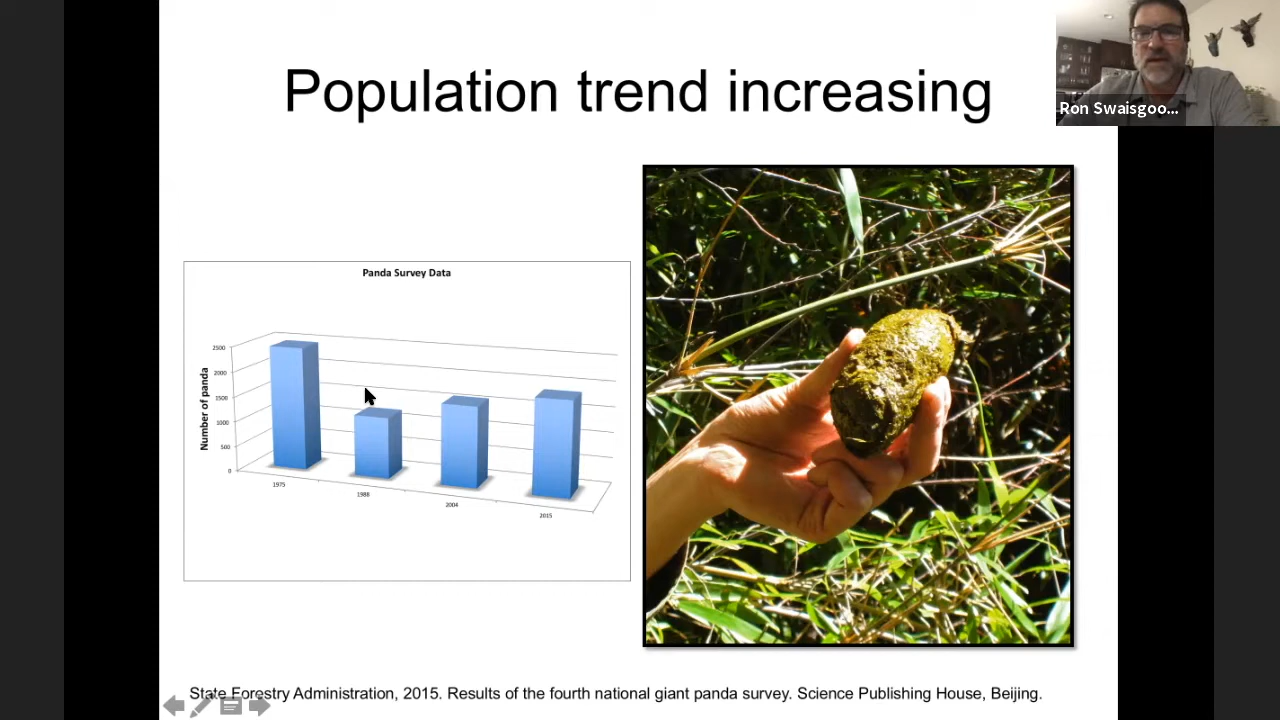 Population trend increasing
Ron Swaisgoo...
Panda Survey Data
Number of panda
2500
2000
1500
1000
500
0
1975
1988
2004
2015
State Forestry Administration, 2015. Results of the fourth national giant panda survey. Science Publishing House, Beijing.